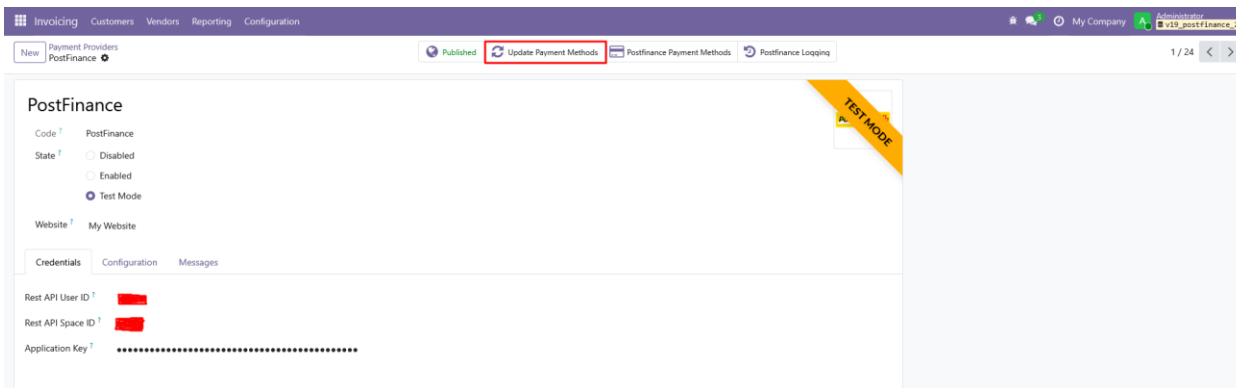 Invoicing Customers Vendors Reporting Configuration 3 My Company A Administrator
v19_postfinance_2
New Payment Providers
PostFinance
Published Update Payment Methods Postfinance Payment Methods Postfinance Logging 1 / 24
PostFinance
TEST MODE
Code ? PostFinance
State ? Disabled
Enabled
Test Mode
Website ? My Website
Credentials Configuration Messages
Rest API User ID ?
Rest API Space ID ?
Application Key ?